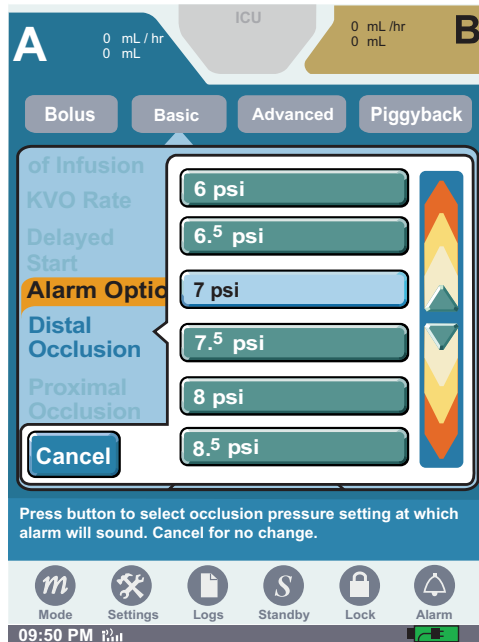 ICU
A
0 mL / hr
0 mL
0 mL /hr
0 mL
B
Bolus
Basic
Advanced
Piggyback
of Infusion
KVO Rate
Delayed
Start
Alarm Optio
Distal
Occlusion
Proximal
Occlusion
Cancel
6 psi
6.5 psi
7 psi
7.5 psi
8 psi
8.5 psi
Press button to select occlusion pressure setting at which
alarm will sound. Cancel for no change.
m
S
Mode
Settings
Logs
Standby
Lock
Alarm
09:50 PM